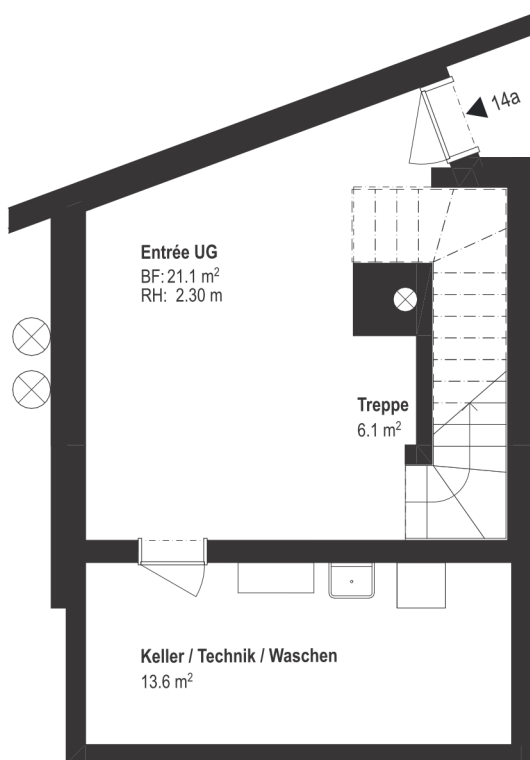 14a
Entrée UG
BF: 21.1 m²
RH: 2.30 m
Treppe
6.1 m²
Keller / Technik / Waschen
13.6 m²